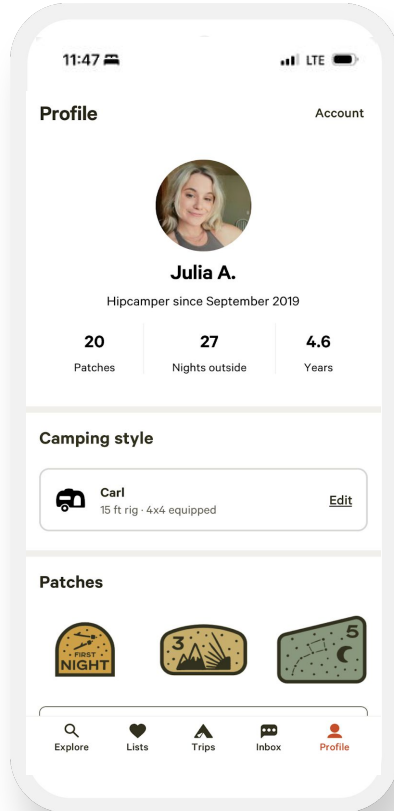 11:47
LTE
Profile
Account
Julia A.
Hipcamper since September 2019
20
27
4.6
Patches
Nights outside
Years
Camping style
Carl
15 ft rig · 4x4 equipped
Edit
Patches
FIRST
NIGHT
3
5
Explore
Lists
Trips
Inbox
Profile